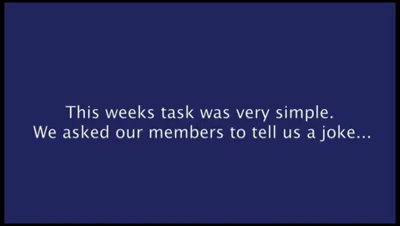 This weeks task was very simple.
We asked our members to tell us a joke...